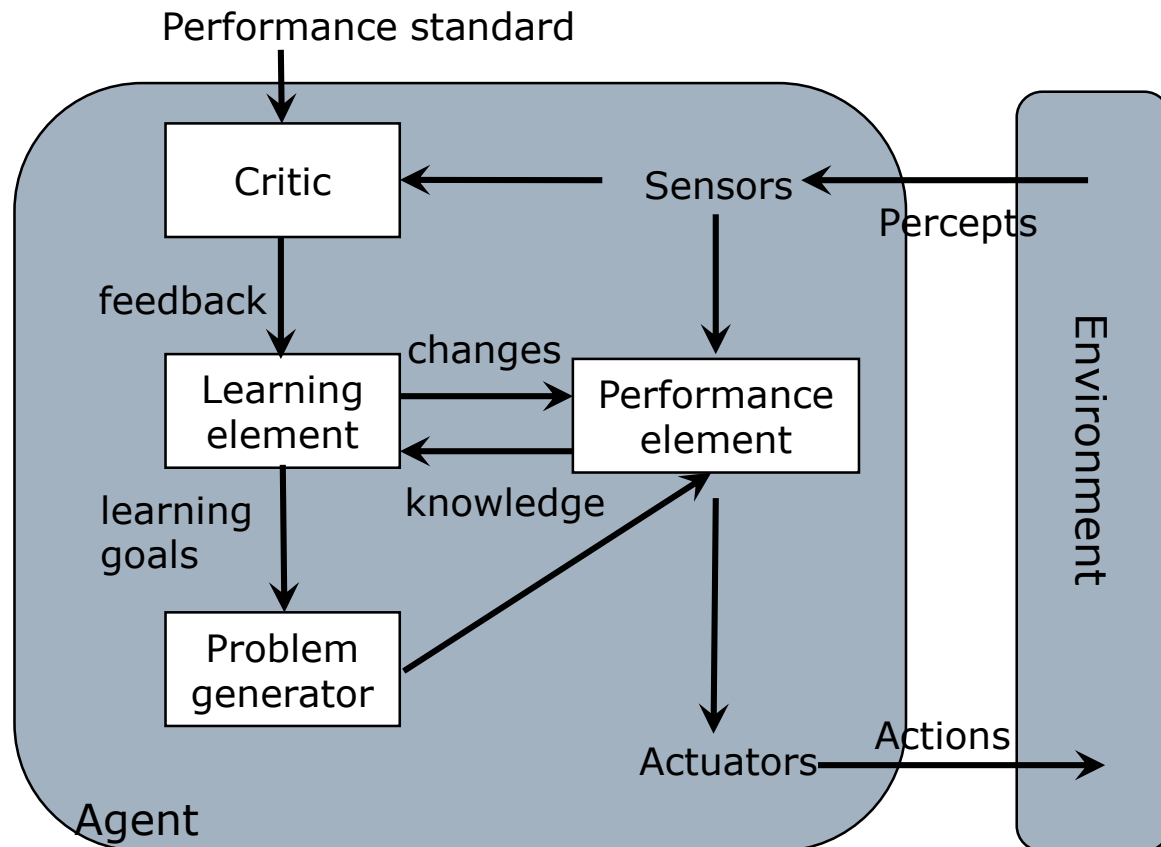 Performance standard
Critic
Sensors
Percepts
feedback
changes
Learning
element
Performance
element
knowledge
learning
goals
Environment
Problem
generator
Actions
Actuators
Agent